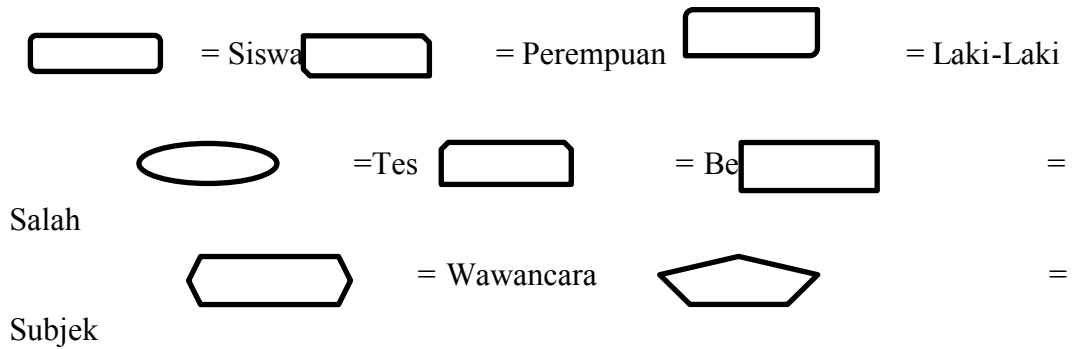 = Siswa = Perempuan = Laki-Laki
=Tes = Be =
Salah
= Wawancara =
Subjek